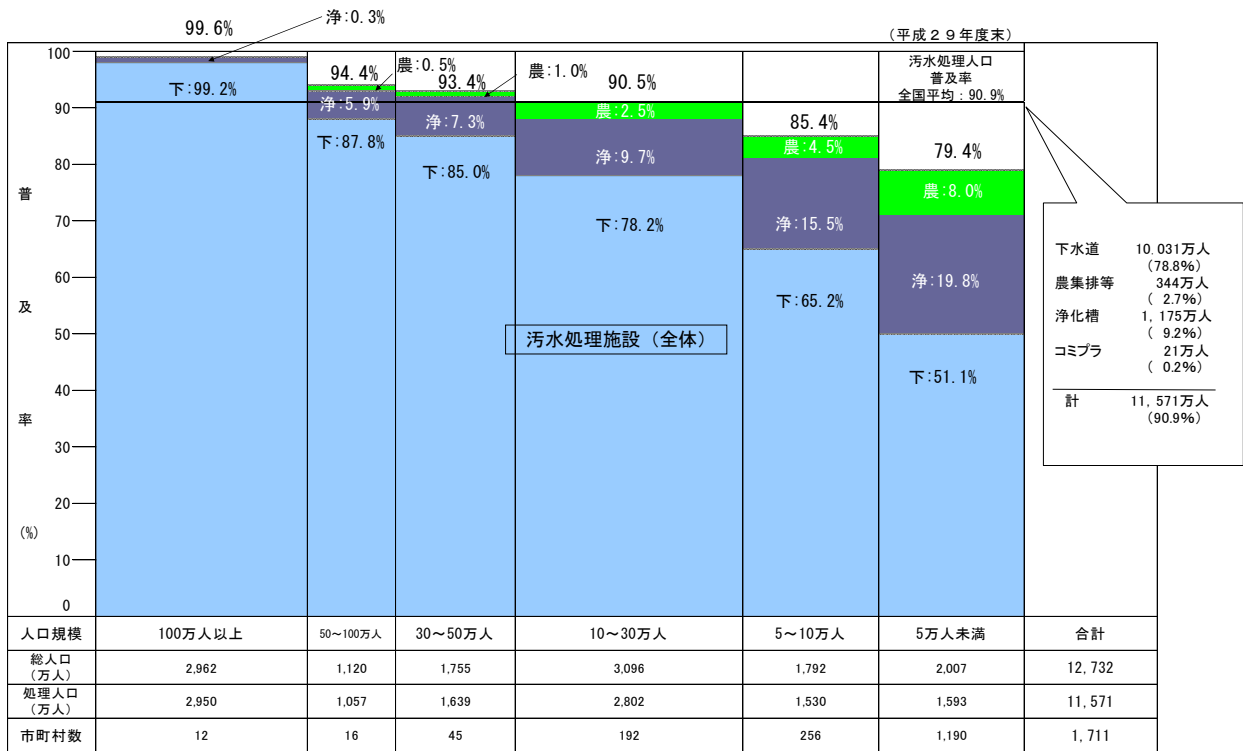 99.6%
浄:0.3%
(平成29年度末)
普及率(%)
100
90
80
70
60
50
40
30
20
10
0
下:99.2%
94.4%
農:0.5%
浄:5.9%
下:87.8%
93.4%
農:1.0%
浄:7.3%
下:85.0%
90.5%
農:2.5%
浄:9.7%
下:78.2%
85.4%
農:4.5%
浄:15.5%
下:65.2%
汚水処理人口
普及率
全国平均:90.9%
79.4%
農:8.0%
浄:19.8%
下:51.1%
汚水処理施設(全体)
下水道 10,031万人
(78.8%)
農集排等 344万人
( 2.7%)
浄化槽 1,175万人
( 9.2%)
コミプラ 21万人
( 0.2%)
計 11,571万人
(90.9%)
人口規模 100万人以上 50~100万人 30~50万人 10~30万人 5~10万人 5万人未満 合計
総人口
(万人) 2,962 1,120 1,755 3,096 1,792 2,007 12,732
処理人口
(万人) 2,950 1,057 1,639 2,802 1,530 1,593 11,571
市町村数 12 16 45 192 256 1,190 1,711